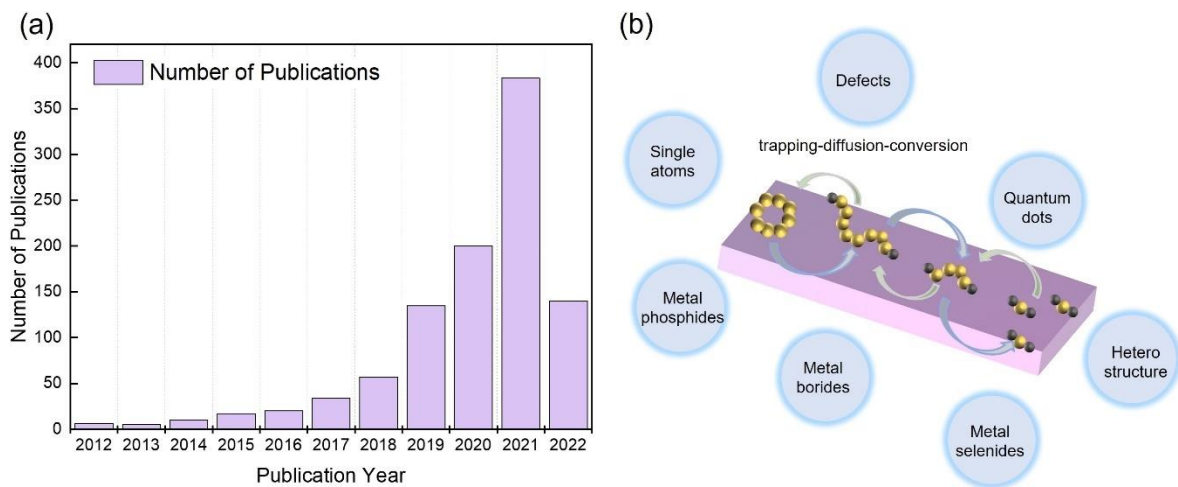 (a)
Number of Publications
400
350
300
250
200
150
100
50
0
Number of Publications
2012 2013 2014 2015 2016 2017 2018 2019 2020 2021 2022
Publication Year
(b)
Defects
Single
atoms
trapping-diffusion-conversion
Quantum
dots
Metal
phosphides
Metal
borides
Hetero
structure
Metal
selenides